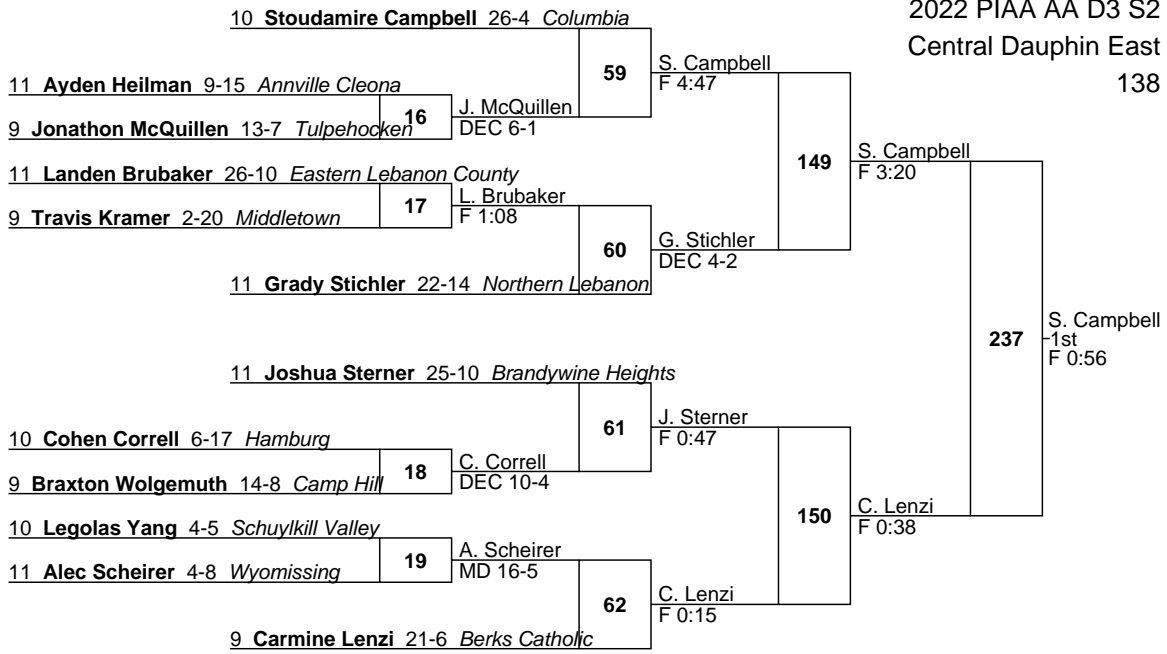 2022 PIAA AA D3 S2
Central Dauphin East
138
10 Stoudamire Campbell 26-4 Columbia
59
S. Campbell
F 4:47
11 Ayden Heilman 9-15 Annville Cleona
16
J. McQuillen
DEC 6-1
9 Jonathon McQuillen 13-7 Tulpehocken
149
S. Campbell
F 3:20
11 Landen Brubaker 26-10 Eastern Lebanon County
17
L. Brubaker
F 1:08
9 Travis Kramer 2-20 Middletown
60
G. Stichler
DEC 4-2
11 Grady Stichler 22-14 Northern Lebanon
237
S. Campbell
1st
F 0:56
11 Joshua Sterner 25-10 Brandywine Heights
61
J. Sterner
F 0:47
10 Cohen Correll 6-17 Hamburg
18
C. Correll
DEC 10-4
9 Braxton Wolgemuth 14-8 Camp Hill
150
C. Lenzi
F 0:38
10 Legolas Yang 4-5 Schuylkill Valley
19
A. Scheirer
MD 16-5
11 Alec Scheirer 4-8 Wyomissing
62
C. Lenzi
F 0:15
9 Carmine Lenzi 21-6 Berks Catholic